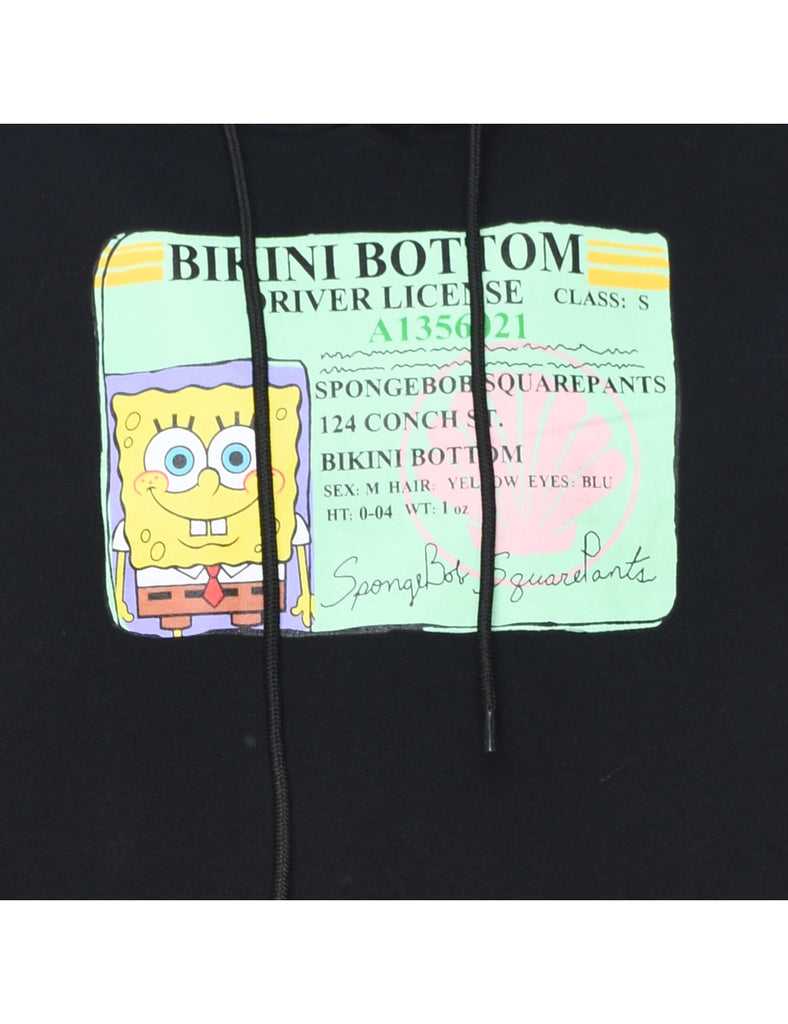 BIKINI BOTTOM
DRIVER LICENSE CLASS: S
SPONGEBOB SQUAREPANTS
124 CONCH ST.
BIKINI BOTTOM
SEX: M HAIR: YELLOW EYES: BLU
HT: 0-04 WT: 1 oz
SpongeBob SquarePants